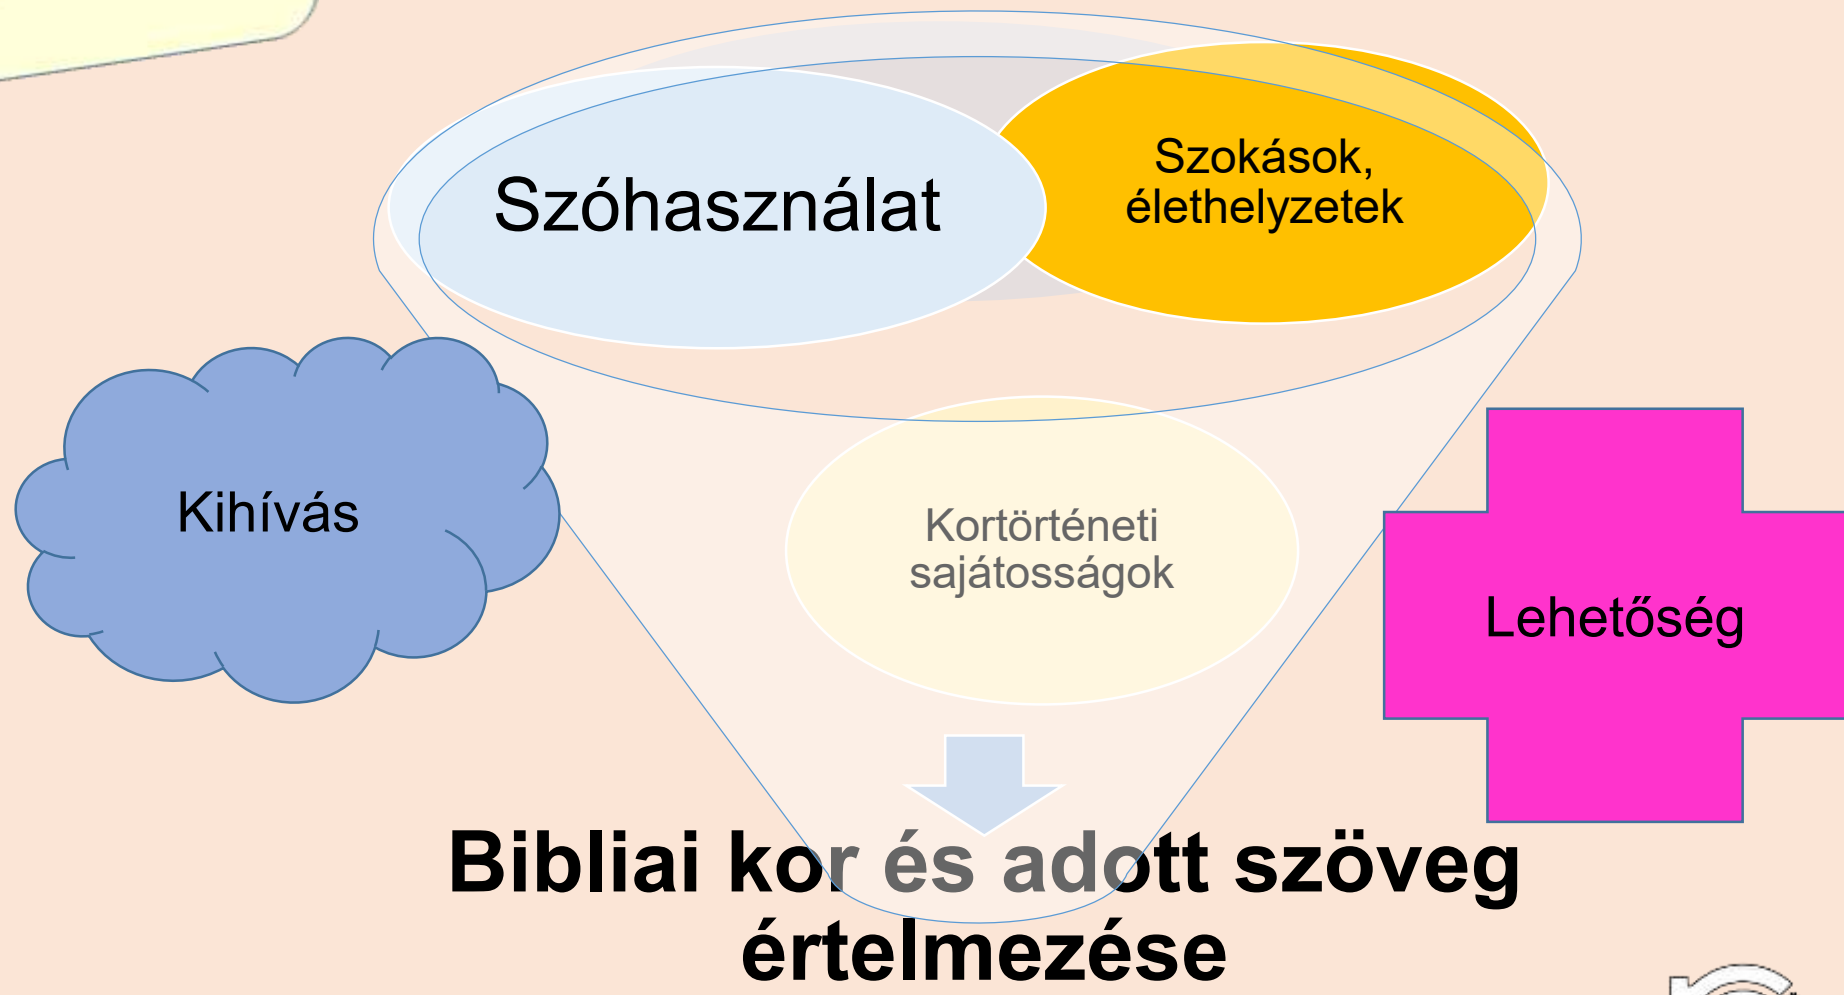 Szóhasználat
Szokások,
élethelyzetek
Kihívás
Kortörténeti
sajátosságok
Lehetőség
Bibliai kor és adott szöveg
értelmezése